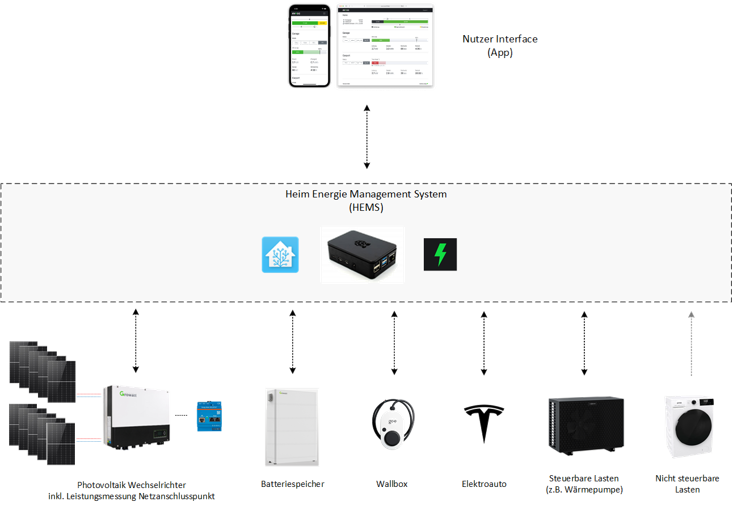 Nutzer Interface
(App)
Heim Energie Management System
(HEMS)
Photovoltaik Wechselrichter
inkl. Leistungsmessung Netzanschlusspunkt
Batteriespeicher
Wallbox
Elektroauto
Steuerbare Lasten
(z.B. Wärmepumpe)
Nicht steuerbare
Lasten